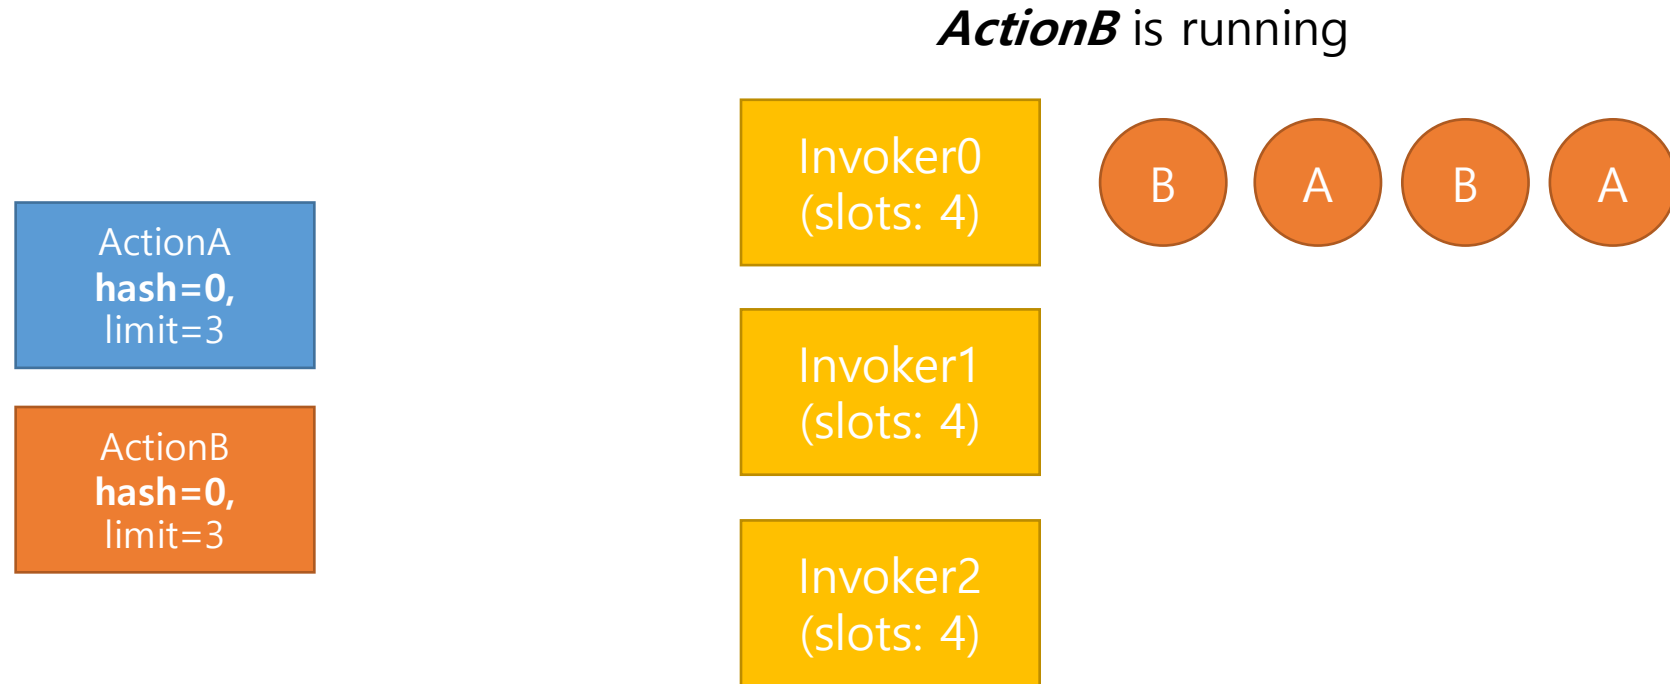 ActionB is running
ActionA
hash=0,
limit=3
ActionB
hash=0,
limit=3
Invoker0
(slots: 4)
B A B A
Invoker1
(slots: 4)
Invoker2
(slots: 4)